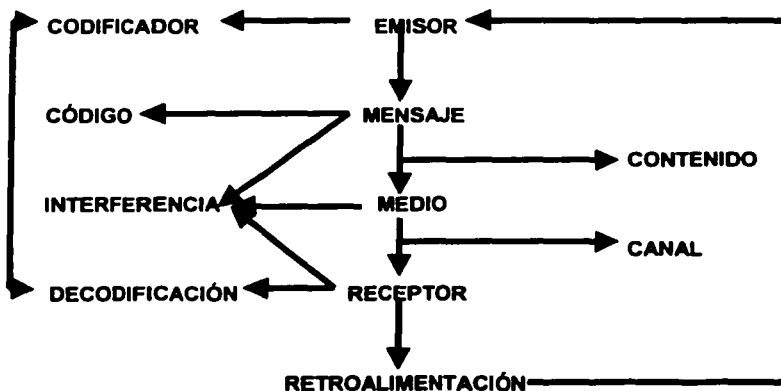 CODIFICADOR EMISOR
CÓDIGO MENSAJE
CONTENIDO
INTERFERENCIA MEDIO
CANAL
DECODIFICACIÓN RECEPTOR
RETROALIMENTACIÓN